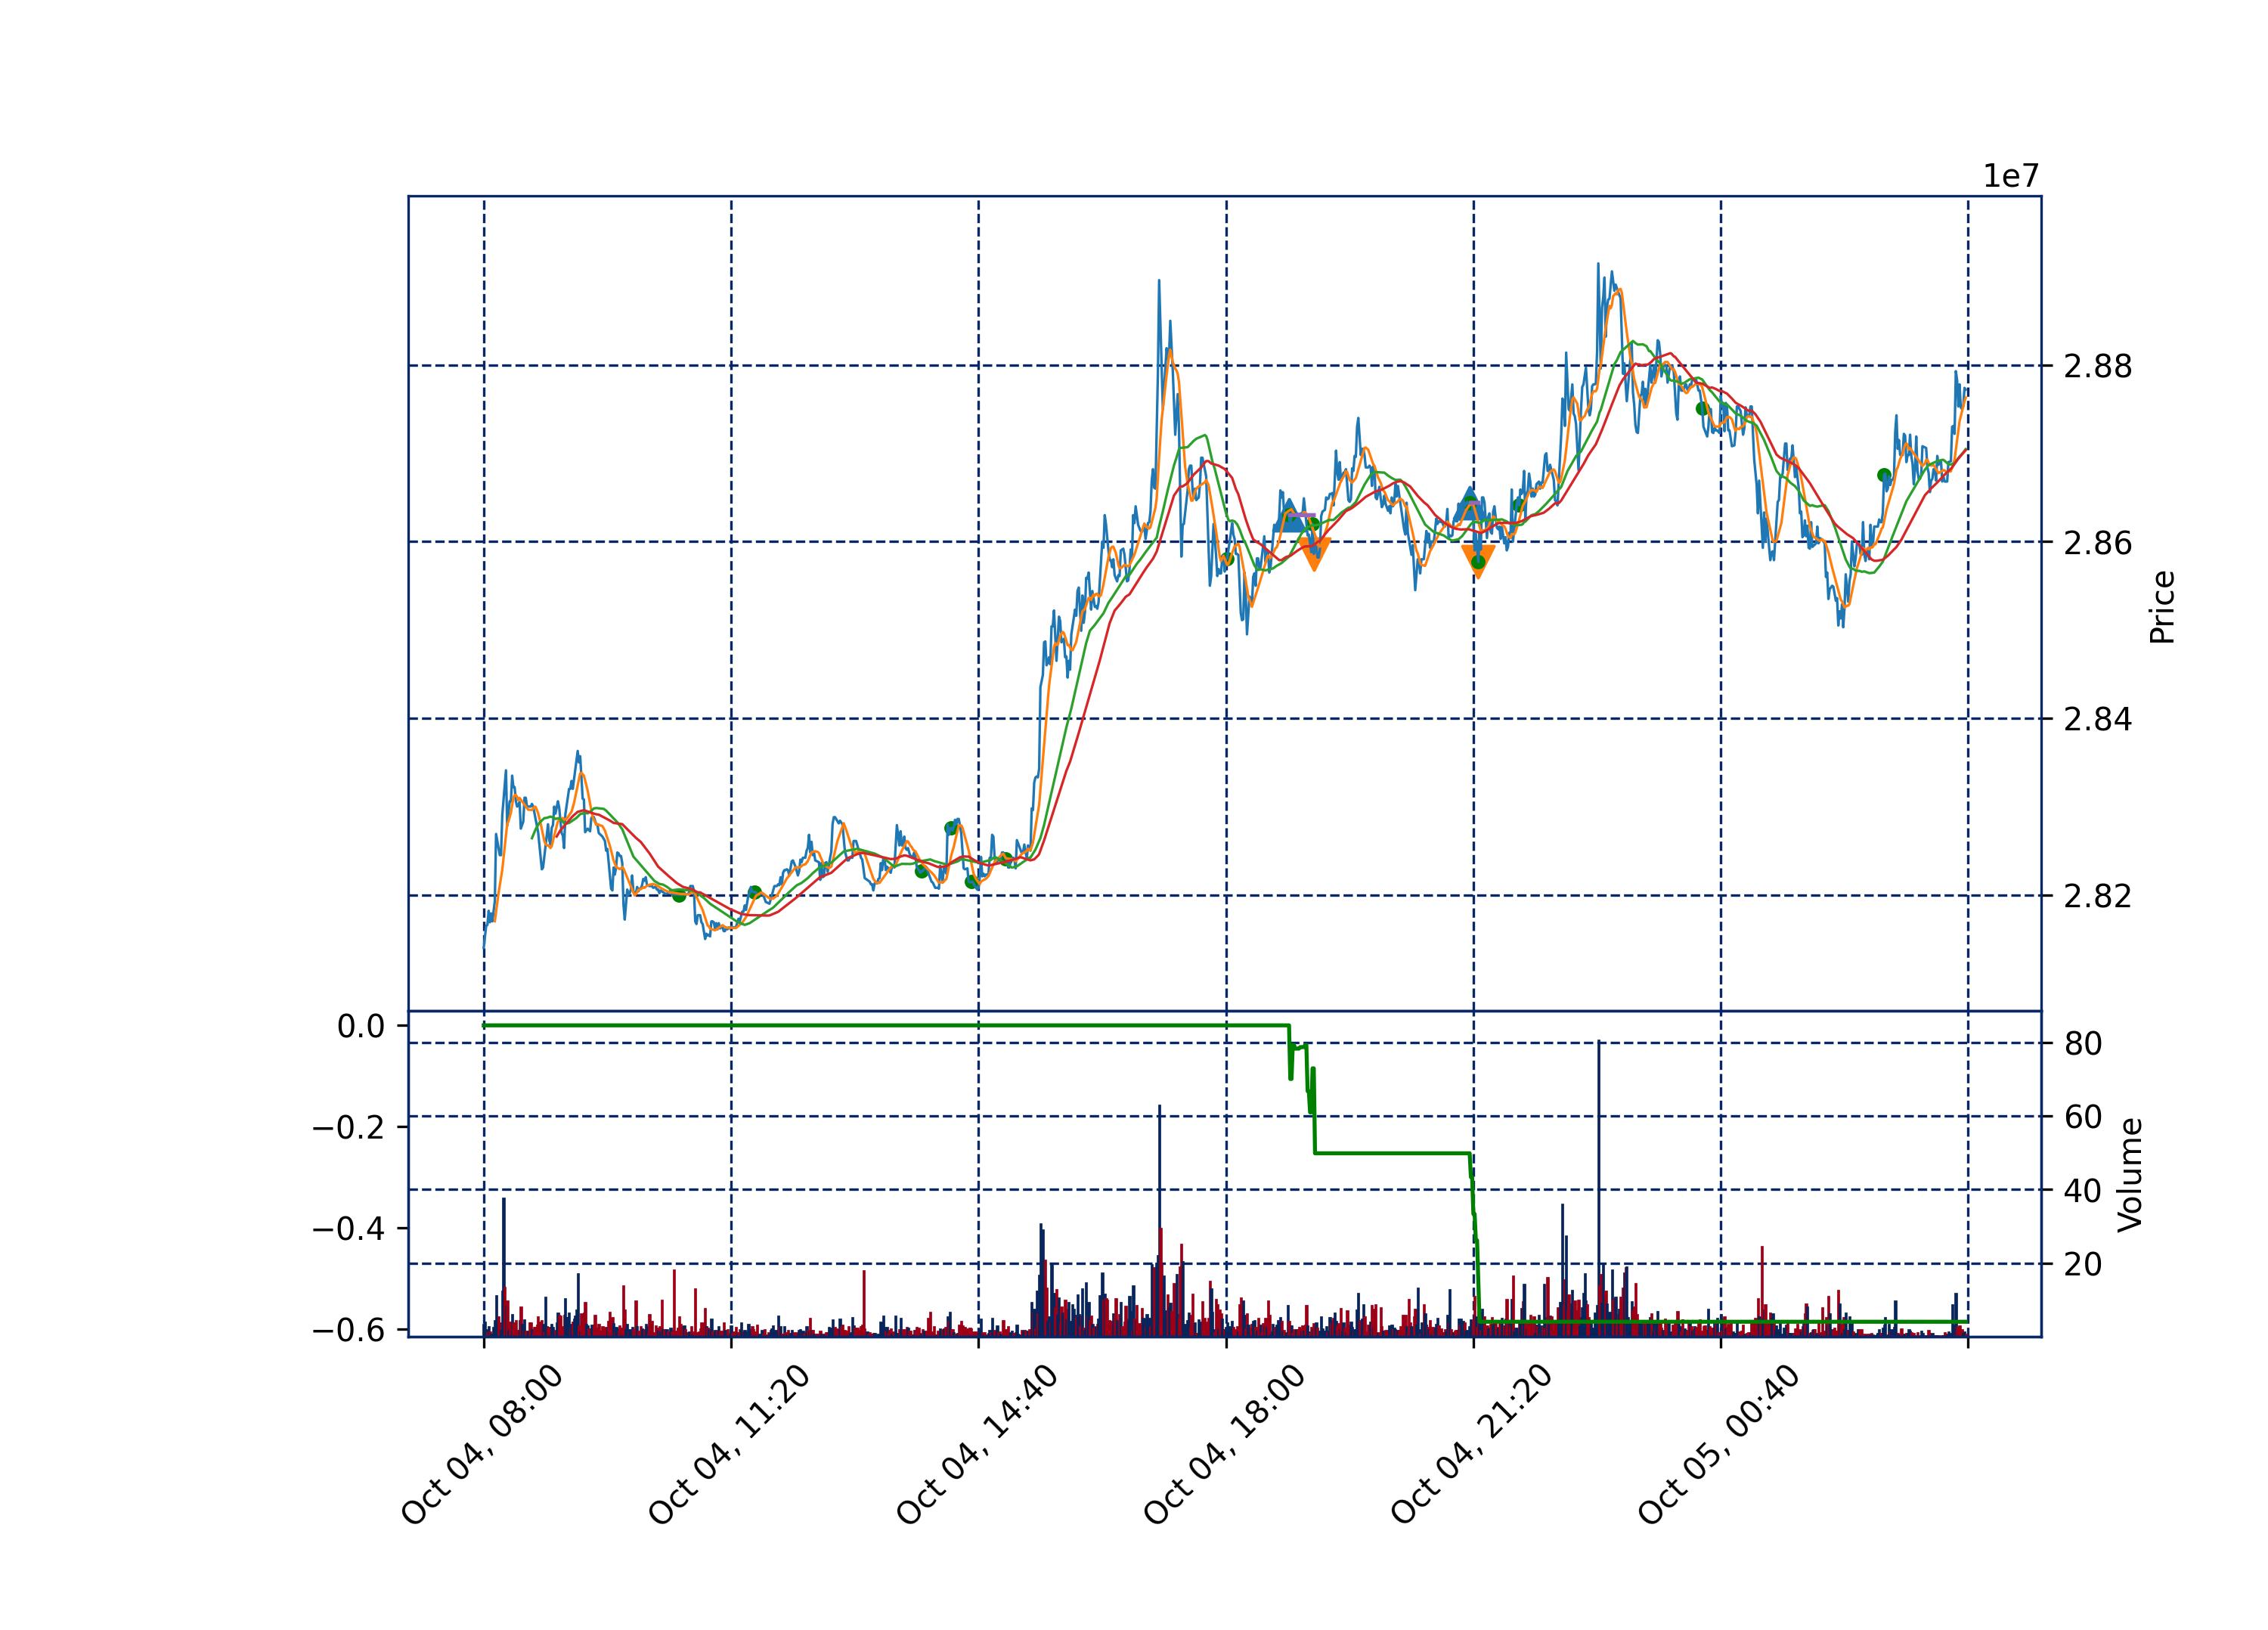 1e7
2.88
2.86
2.84
2.82
Price
0.0
−0.2
−0.4
−0.6
80
60
40
20
Volume
Oct 04, 08:00
Oct 04, 11:20
Oct 04, 14:40
Oct 04, 18:00
Oct 04, 21:20
Oct 05, 00:40